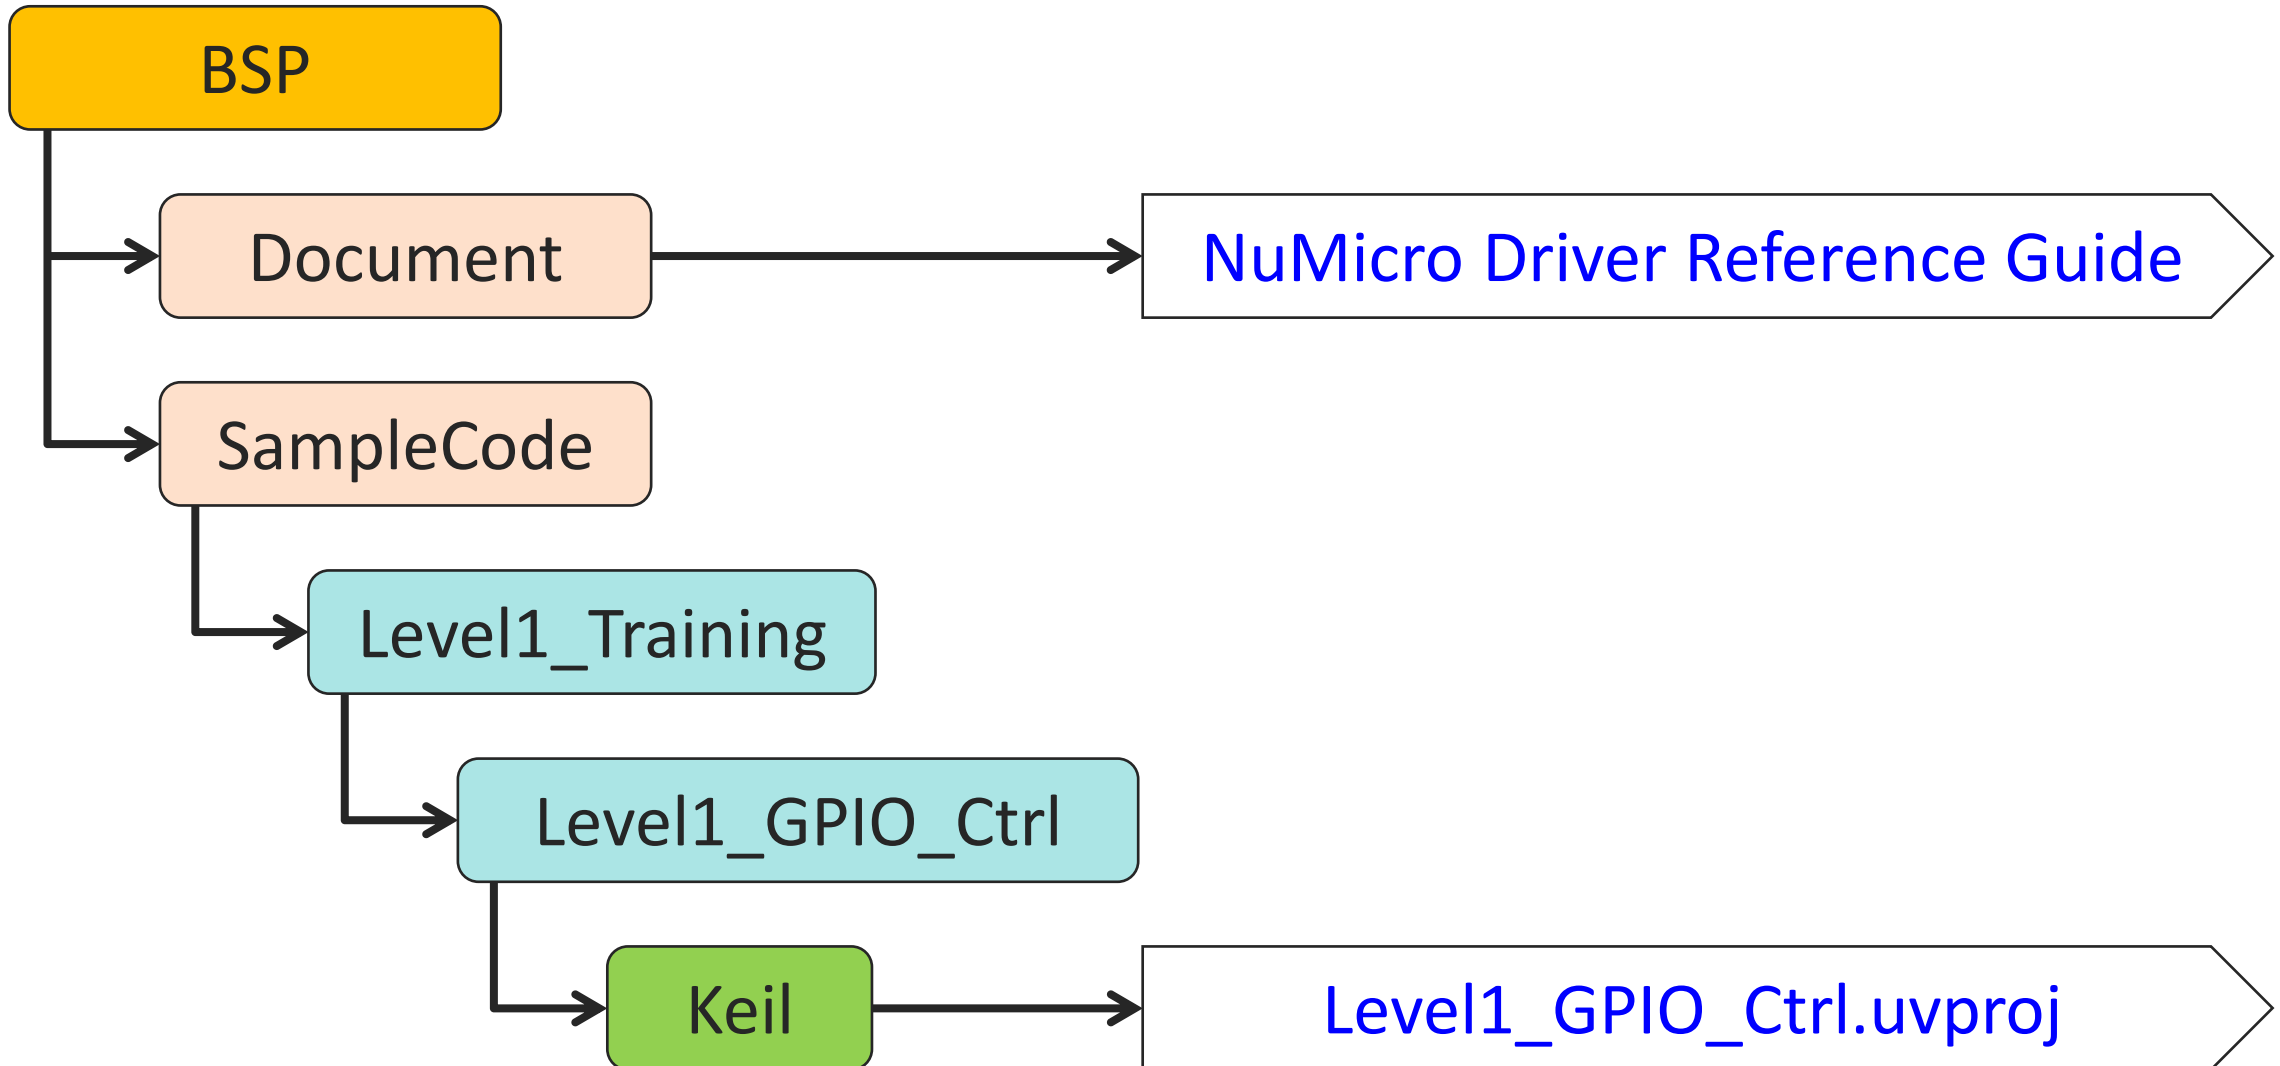 BSP
Document
NuMicro Driver Reference Guide
SampleCode
Level1_Training
Level1_GPIO_Ctrl
Keil
Level1_GPIO_Ctrl.uvproj